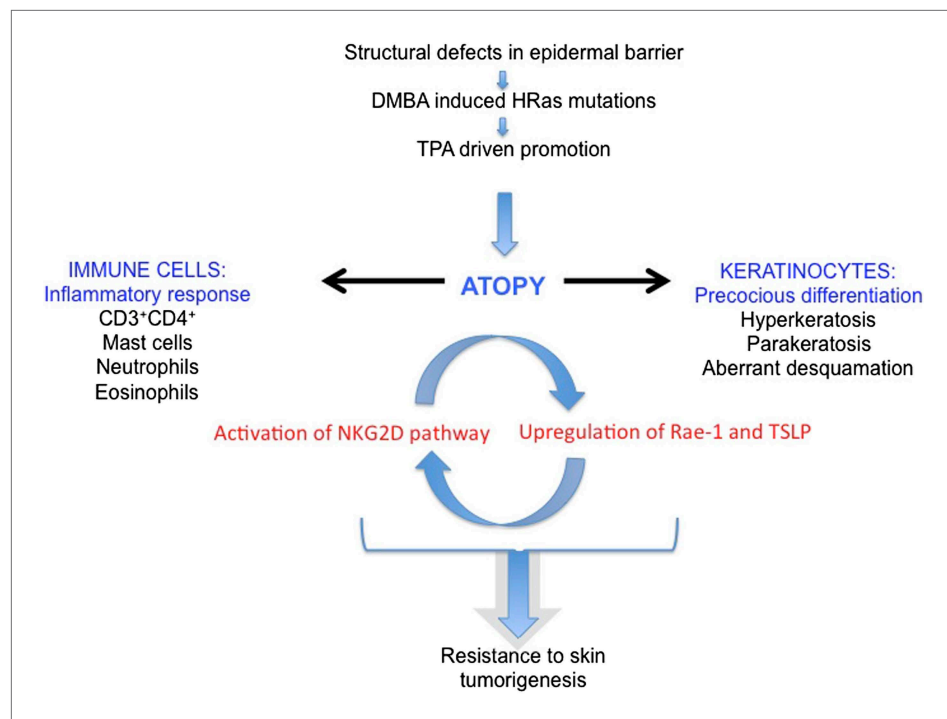 Structural defects in epidermal barrier
DMBA induced HRas mutations
TPA driven promotion
ATOPY
IMMUNE CELLS:
Inflammatory response
CD3⁺CD4⁺
Mast cells
Neutrophils
Eosinophils
KERATINOCYTES:
Precocious differentiation
Hyperkeratosis
Parakeratosis
Aberrant desquamation
Activation of NKG2D pathway
Upregulation of Rae-1 and TSLP
Resistance to skin
tumorigenesis